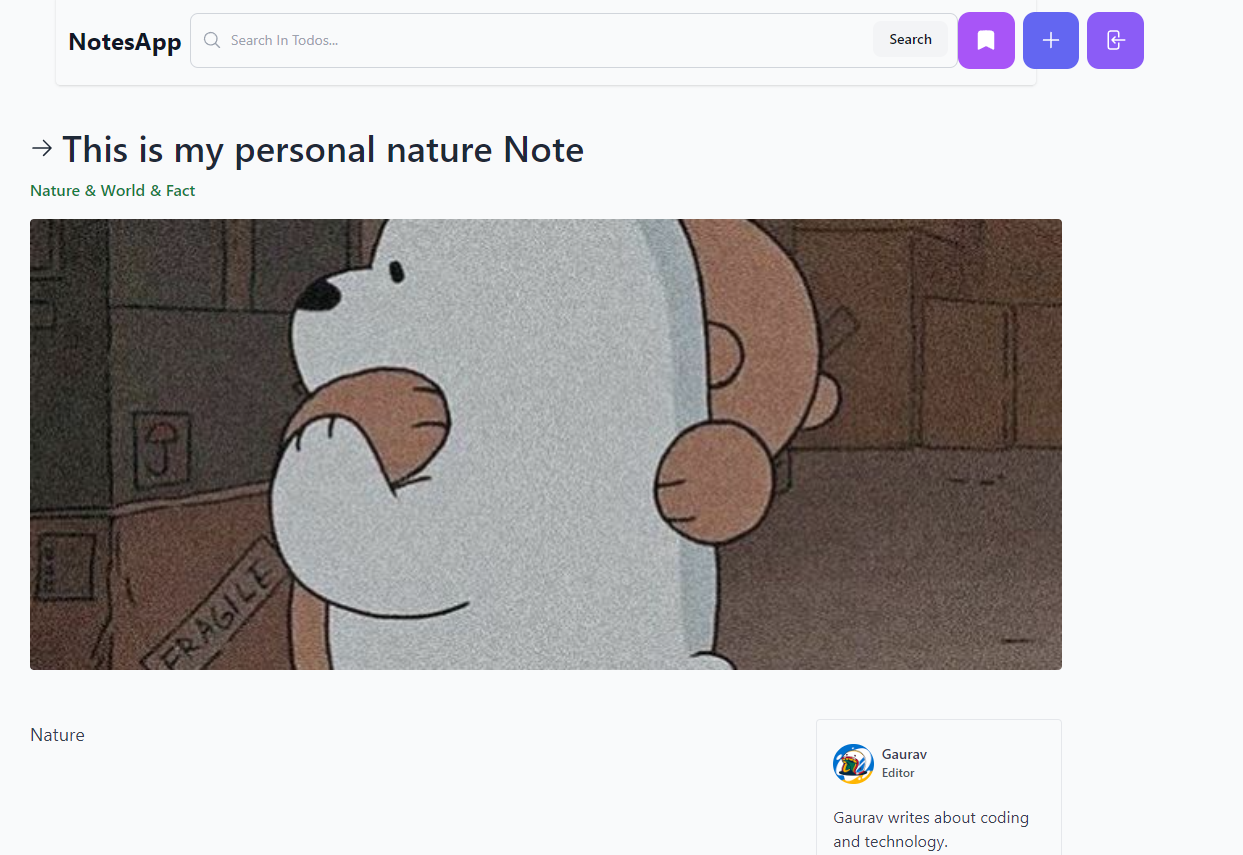 NotesApp
Search In Todos...
Search
This is my personal nature Note
Nature & World & Fact
FRAGILE
Nature
Gaurav
Editor
Gaurav writes about coding
and technology.